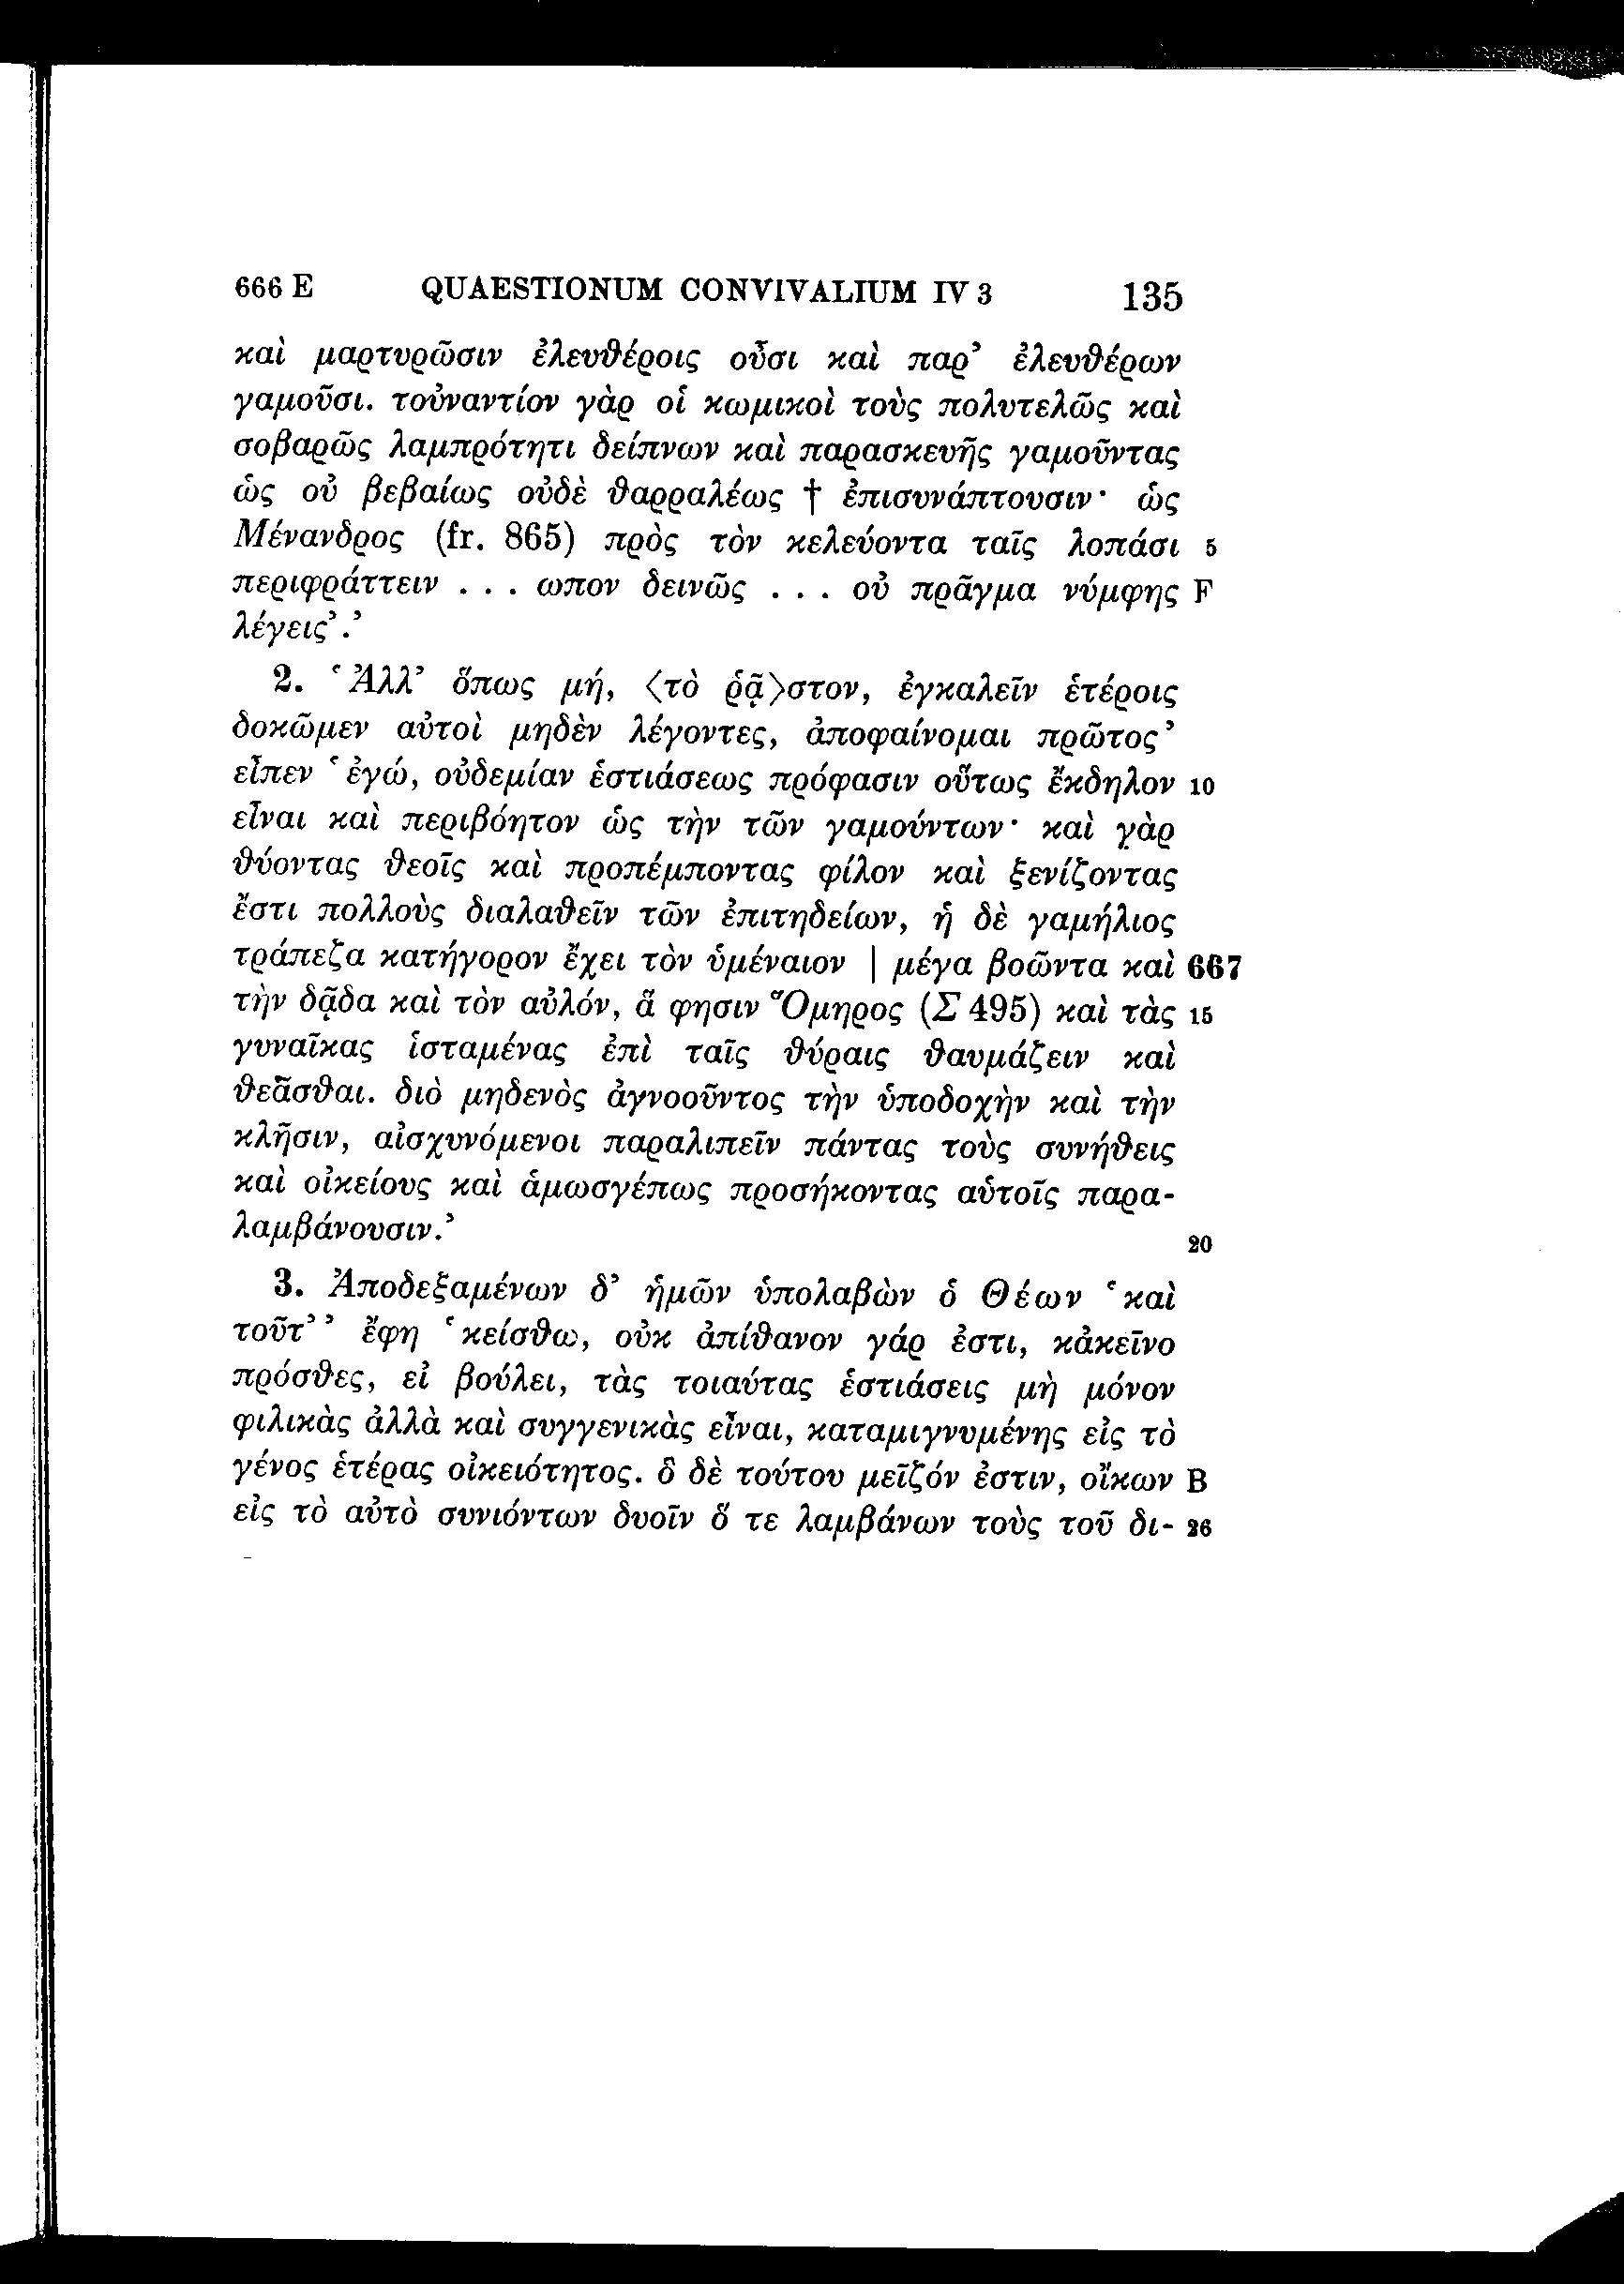 666 E QUAESTIONUM CONVIVALIUM IV 3 135
καὶ μαρτυρῶσιν ἐλευθέροις οὖσι καὶ παρ’ ἐλευθέρων
γαμοῦσι. τοὐναντίον γὰρ οἱ κωμικοὶ τοὺς πολυτελῶς καὶ
σοβαρῶς λαμπρότητι δείπνων καὶ παρασκευῆς γαμοῦντας
ὡς οὐ βεβαίως οὐδὲ θαρραλέως † ἐπισυνάπτουσιν· ὡς
Μένανδρος (fr. 865) πρὸς τὸν κελεύοντα ταῖς λοπάσι 5
περιφράττειν . . . ωπον δεινῶς . . . οὐ πρᾶγμα νύμφης F
λέγεις’.’
2. ‘Ἀλλ’ ὅπως μή, ⟨τὸ ῥᾷ⟩στον, ἐγκαλεῖν ἑτέροις
δοκῶμεν αὐτοὶ μηδὲν λέγοντες, ἀποφαίνομαι πρῶτος’
εἶπεν ‘ἐγώ, οὐδεμίαν ἑστιάσεως πρόφασιν οὕτως ἔκδηλον 10
εἶναι καὶ περιβόητον ὡς τὴν τῶν γαμούντων· καὶ γὰρ
θύοντας θεοῖς καὶ προπέμποντας φίλον καὶ ξενίζοντας
ἔστι πολλοὺς διαλαθεῖν τῶν ἐπιτηδείων, ἡ δὲ γαμήλιος
τράπεζα κατήγορον ἔχει τὸν ὑμέναιον | μέγα βοῶντα καὶ 667
τὴν δᾷδα καὶ τὸν αὐλόν, ἅ φησιν Ὅμηρος (Σ 495) καὶ τὰς 15
γυναῖκας ἱσταμένας ἐπὶ ταῖς θύραις θαυμάζειν καὶ
θεᾶσθαι. διὸ μηδενὸς ἀγνοοῦντος τὴν ὑποδοχὴν καὶ τὴν
κλῆσιν, αἰσχυνόμενοι παραλιπεῖν πάντας τοὺς συνήθεις
καὶ οἰκείους καὶ ἁμωσγέπως προσήκοντας αὑτοῖς παρα-
λαμβάνουσιν.’ 20
3. Ἀποδεξαμένων δ’ ἡμῶν ὑπολαβὼν ὁ Θέων ‘καὶ
τοῦτ’’ ἔφη ‘κείσθω, οὐκ ἀπίθανον γάρ ἐστι, κἀκεῖνο
πρόσθες, εἰ βούλει, τὰς τοιαύτας ἑστιάσεις μὴ μόνον
φιλικὰς ἀλλὰ καὶ συγγενικὰς εἶναι, καταμιγνυμένης εἰς τὸ
γένος ἑτέρας οἰκειότητος. ὃ δὲ τούτου μεῖζόν ἐστιν, οἴκων B
εἰς τὸ αὐτὸ συνιόντων δυοῖν ὅ τε λαμβάνων τοὺς τοῦ δι- 26